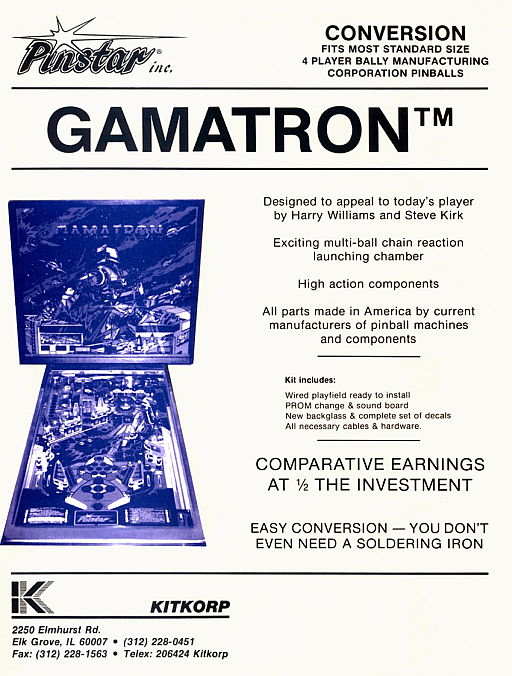 Pinstar inc.
CONVERSION
FITS MOST STANDARD SIZE
4 PLAYER BALLY MANUFACTURING
CORPORATION PINBALLS
GAMATRON™
GAMATRON
Pinstar
Designed to appeal to today's player
by Harry Williams and Steve Kirk
Exciting multi-ball chain reaction
launching chamber
High action components
All parts made in America by current
manufacturers of pinball machines
and components
Kit includes:
Wired playfield ready to install
PROM change & sound board
New backglass & complete set of decals
All necessary cables & hardware.
COMPARATIVE EARNINGS
AT ½ THE INVESTMENT
EASY CONVERSION — YOU DON'T
EVEN NEED A SOLDERING IRON
K
KITKORP
2250 Elmhurst Rd.
Elk Grove, IL 60007 • (312) 228-0451
Fax: (312) 228-1563 • Telex: 206424 Kitkorp